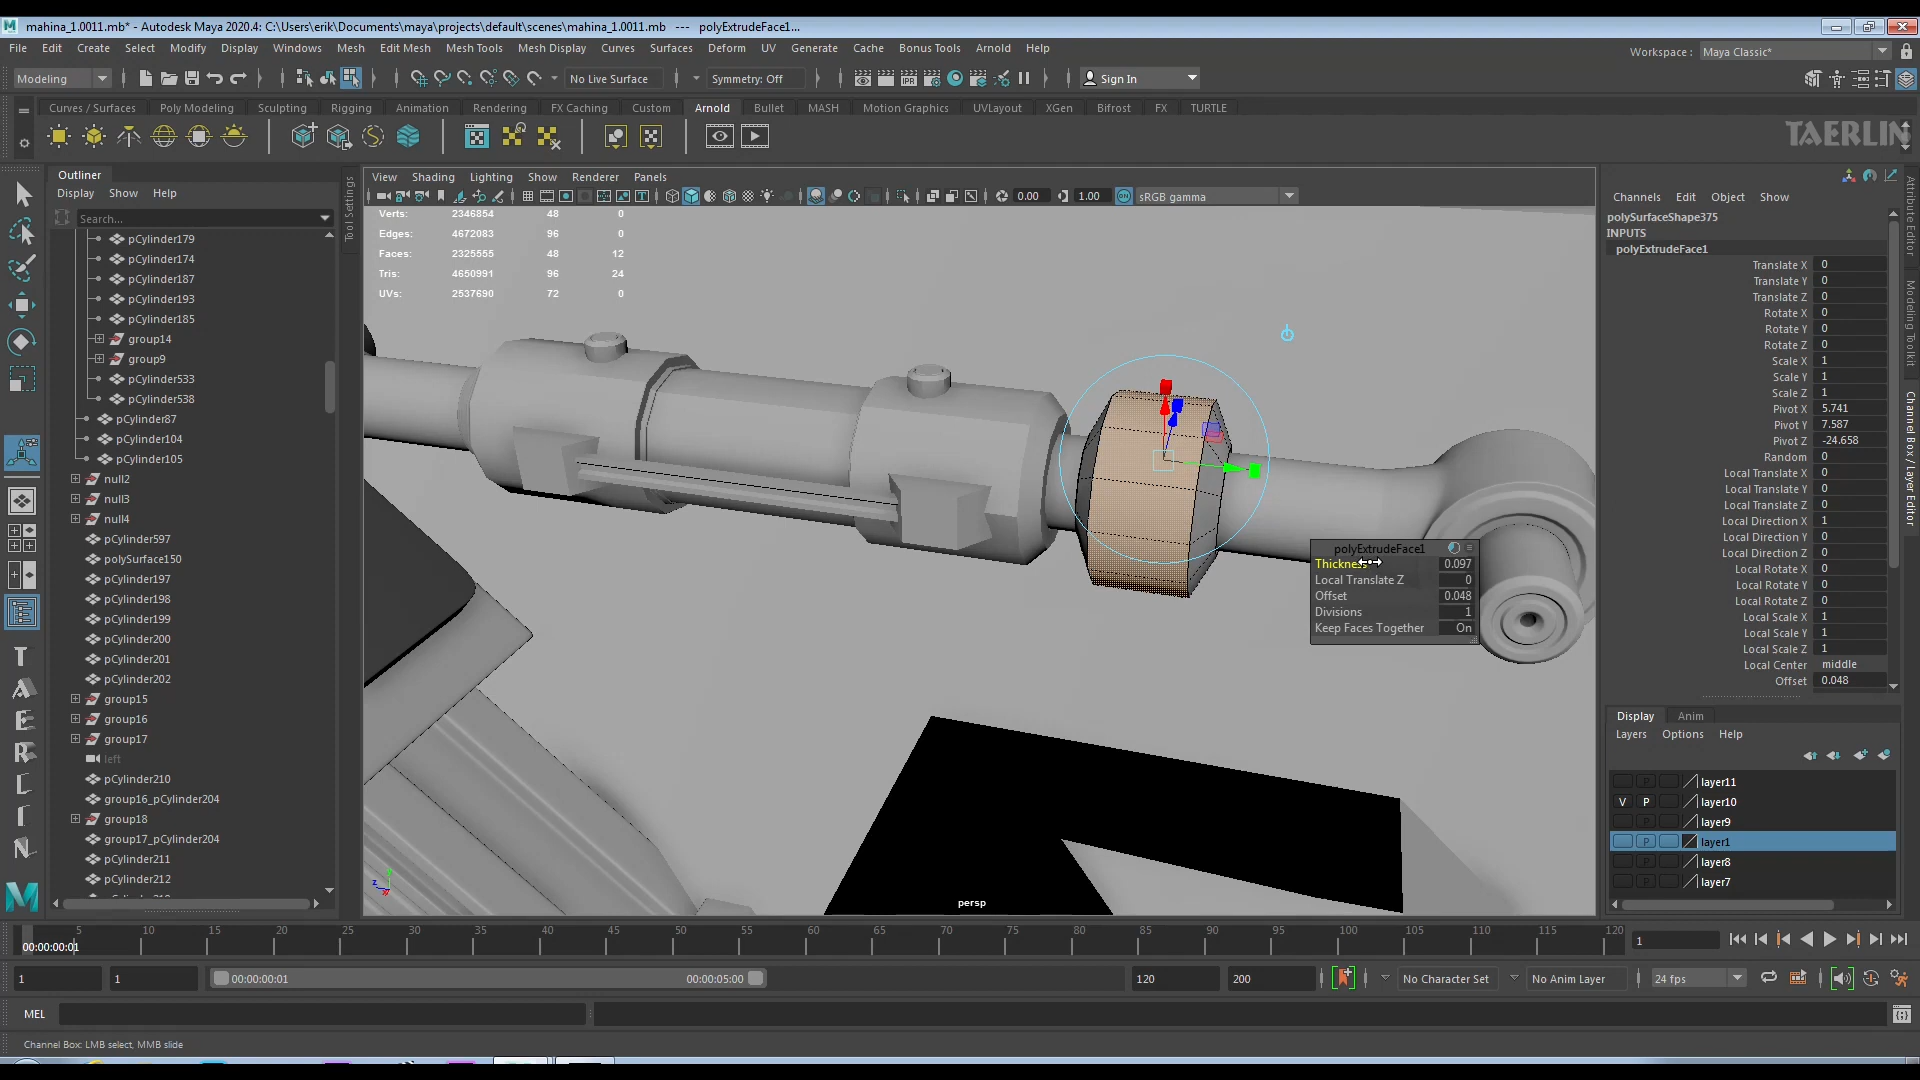 mahina_1.0011.mb* - Autodesk Maya 2020.4: C:\Users\erik\Documents\maya\projects\default\scenes\mahina_1.0011.mb --- polyExtrudeFace1...
File Edit Create Select Modify Display Windows Mesh Edit Mesh Mesh Tools Mesh Display Curves Surfaces Deform UV Generate Cache Bonus Tools Arnold Help
Workspace : Maya Classic*
Modeling
No Live Surface
Symmetry: Off
IPR
Sign In
Curves / Surfaces Poly Modeling Sculpting Rigging Animation Rendering FX Caching Custom Arnold Bullet MASH Motion Graphics UVLayout XGen Bifrost FX TURTLE
TAERLIN
Outliner
Display Show Help
Search...
pCylinder179
pCylinder174
pCylinder187
pCylinder193
pCylinder185
group14
group9
pCylinder533
pCylinder538
pCylinder87
pCylinder104
pCylinder105
null2
null3
null4
pCylinder597
polySurface150
pCylinder197
pCylinder198
pCylinder199
pCylinder200
pCylinder201
pCylinder202
group15
group16
group17
left
pCylinder210
group16_pCylinder204
group18
group17_pCylinder204
pCylinder211
pCylinder212
Tool Settings
View Shading Lighting Show Renderer Panels
0.00
1.00
sRGB gamma
Verts: 2346854 48 0
Edges: 4672083 96 0
Faces: 2325555 48 12
Tris: 4650991 96 24
UVs: 2537690 72 0
polyExtrudeFace1
Thickness 0.097
Local Translate Z 0
Offset 0.048
Divisions 1
Keep Faces Together On
persp
Channels Edit Object Show
polySurfaceShape375
INPUTS
polyExtrudeFace1
Translate X 0
Translate Y 0
Translate Z 0
Rotate X 0
Rotate Y 0
Rotate Z 0
Scale X 1
Scale Y 1
Scale Z 1
Pivot X 5.741
Pivot Y 7.587
Pivot Z -24.658
Random 0
Local Translate X 0
Local Translate Y 0
Local Translate Z 0
Local Direction X 1
Local Direction Y 0
Local Direction Z 0
Local Rotate X 0
Local Rotate Y 0
Local Rotate Z 0
Local Scale X 1
Local Scale Y 1
Local Scale Z 1
Local Center middle
Offset 0.048
Attribute Editor
Modeling Toolkit
Channel Box / Layer Editor
Display Anim
Layers Options Help
P layer11
V P layer10
P layer9
P layer1
P layer8
P layer7
5 10 15 20 25 30 35 40 45 50 55 60 65 70 75 80 85 90 95 100 105 110 115 120
00:00:00:01
1
1
1
00:00:00:01
00:00:05:00
120
200
No Character Set
No Anim Layer
24 fps
MEL
Channel Box: LMB select, MMB slide